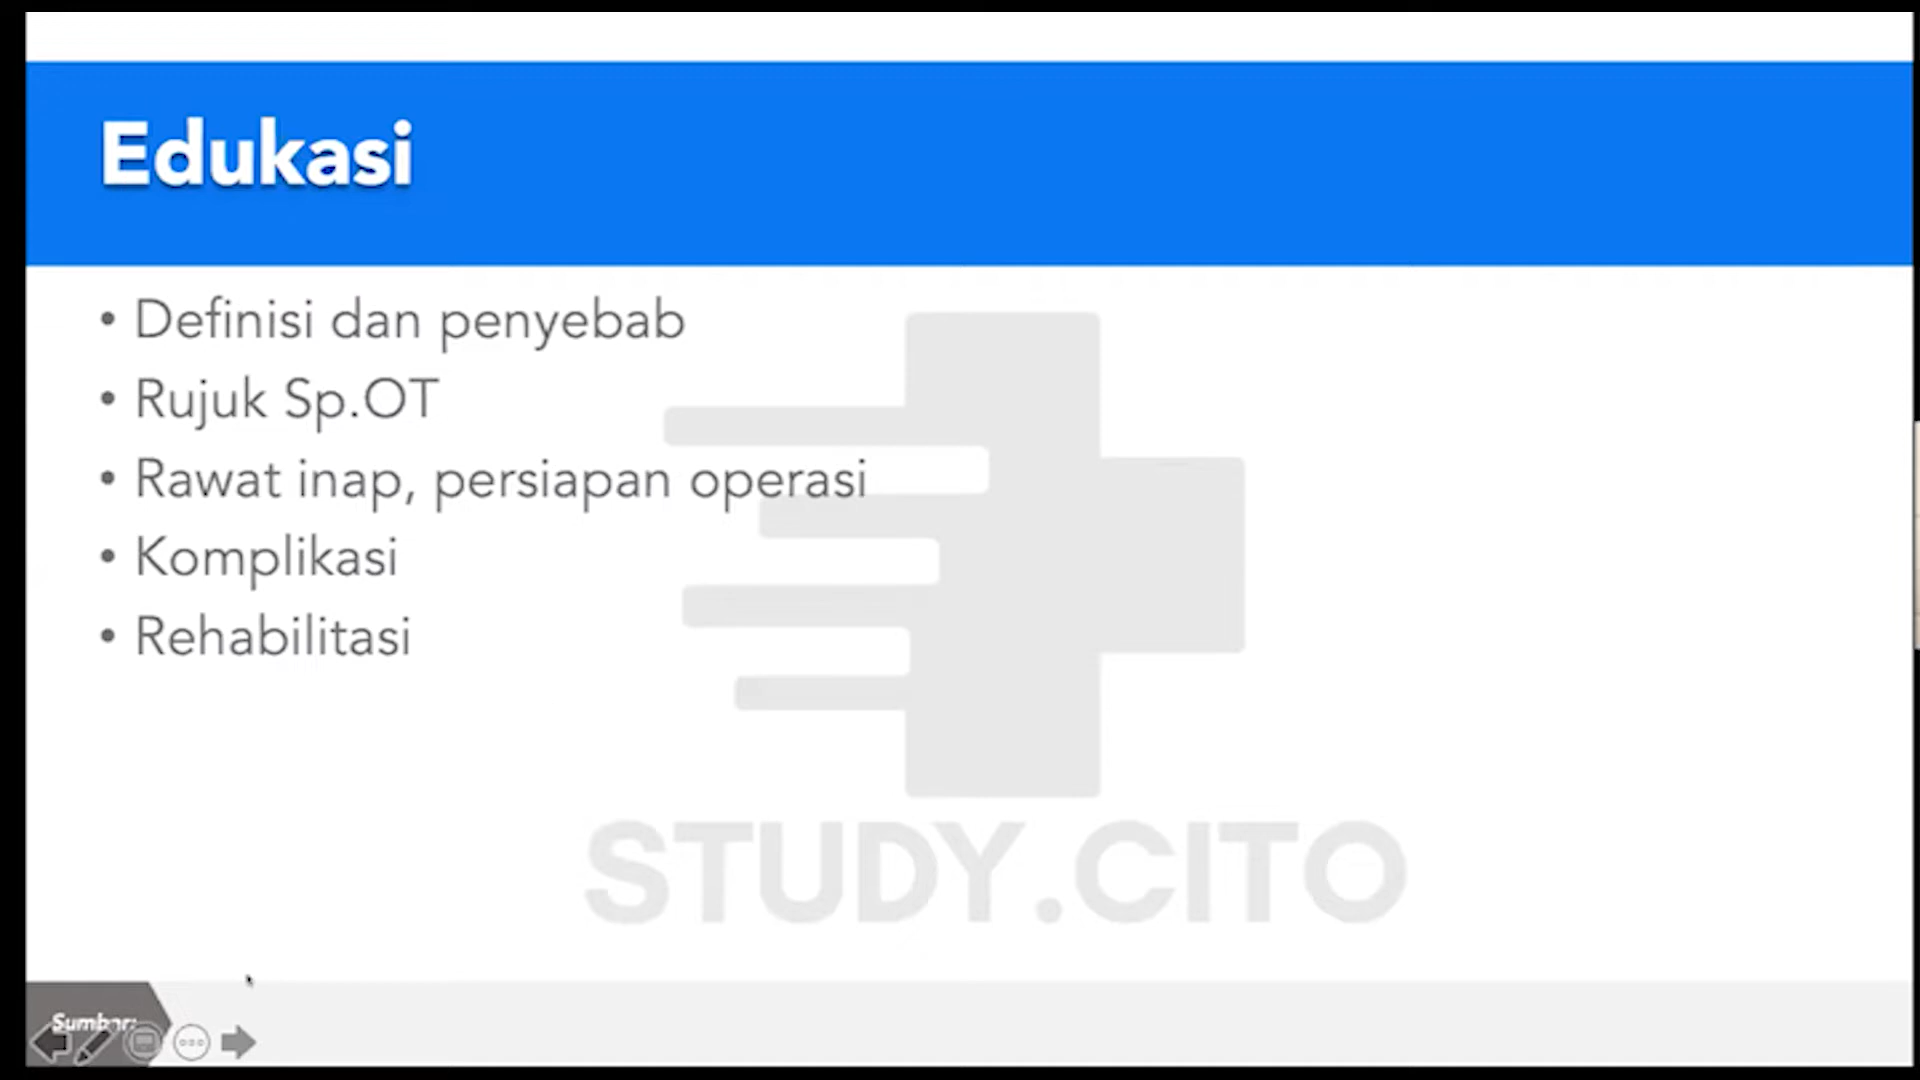 Edukasi
• Definisi dan penyebab
• Rujuk Sp.OT
• Rawat inap, persiapan operasi
• Komplikasi
• Rehabilitasi
STUDY.CITO
Sumber: